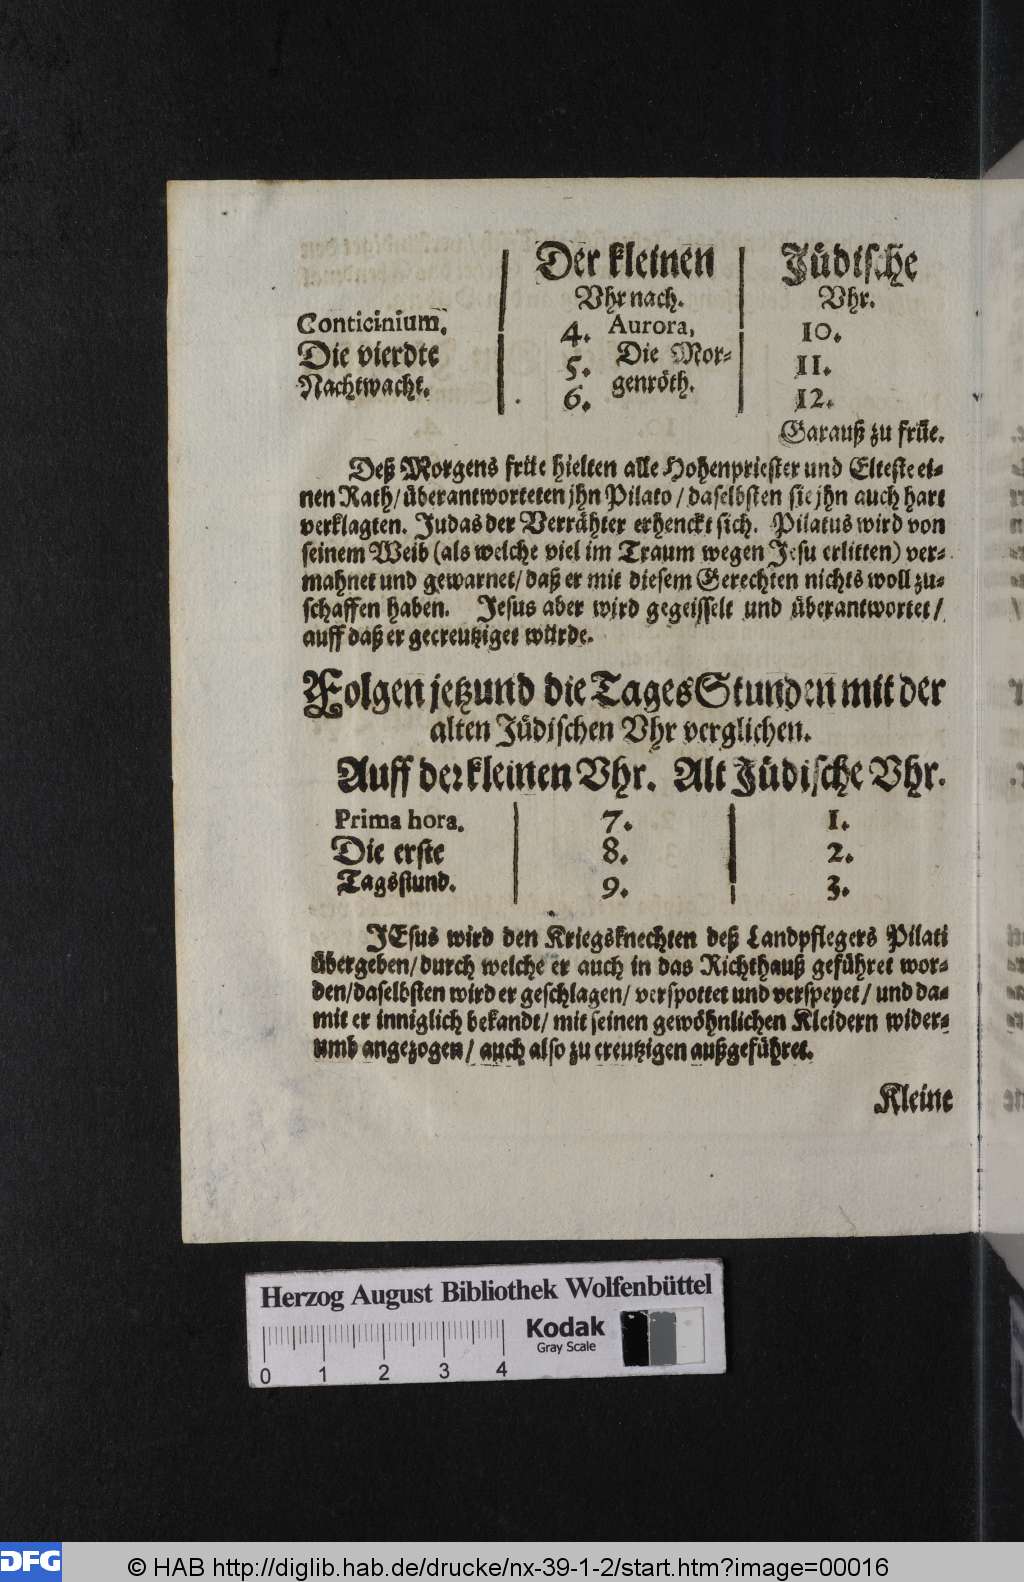 Der kleinen Jüdische
Vhr nach. Vhr.
Conticinium. 4. Aurora, 10.
Die vierdte 5. Die Mor- 11.
Nachtwacht. 6. genröth. 12.
Garauß zu früe.
Deß Morgens früe hielten alle Hohenpriester und Elteste ei-
nen Rath/ überantworteten jhn Pilato / daselbsten sie jhn auch hart
verklagten. Judas der Verrähter erhenckt sich. Pilatus wird von
seinem Weib (als welche viel im Traum wegen Jesu erlitten) ver-
mahnet und gewarnet/ daß er mit diesem Gerechten nichts woll zu-
schaffen haben. Jesus aber wird gegeisselt und überantwortet /
auff daß er gecreutziget würde.
Folgen jetzund die Tages Stunden mit der
alten Jüdischen Vhr verglichen.
Auff der kleinen Vhr. Alt Jüdische Vhr.
Prima hora. 7. 1.
Die erste 8. 2.
Tagsstund. 9. 3.
JEsus wird den Kriegsknechten deß Landpflegers Pilati
übergeben/ durch welche er auch in das Richthauß geführet wor-
den/ daselbsten wird er geschlagen/ verspottet und verspeyet / und da-
mit er inniglich bekandt/ mit seinen gewöhnlichen Kleidern wider-
umb angezogen / auch also zu creutzigen außgeführet.
Kleine
Herzog August Bibliothek Wolfenbüttel
Kodak
Gray Scale
0 1 2 3 4
DFG © HAB http://diglib.hab.de/drucke/nx-39-1-2/start.htm?image=00016